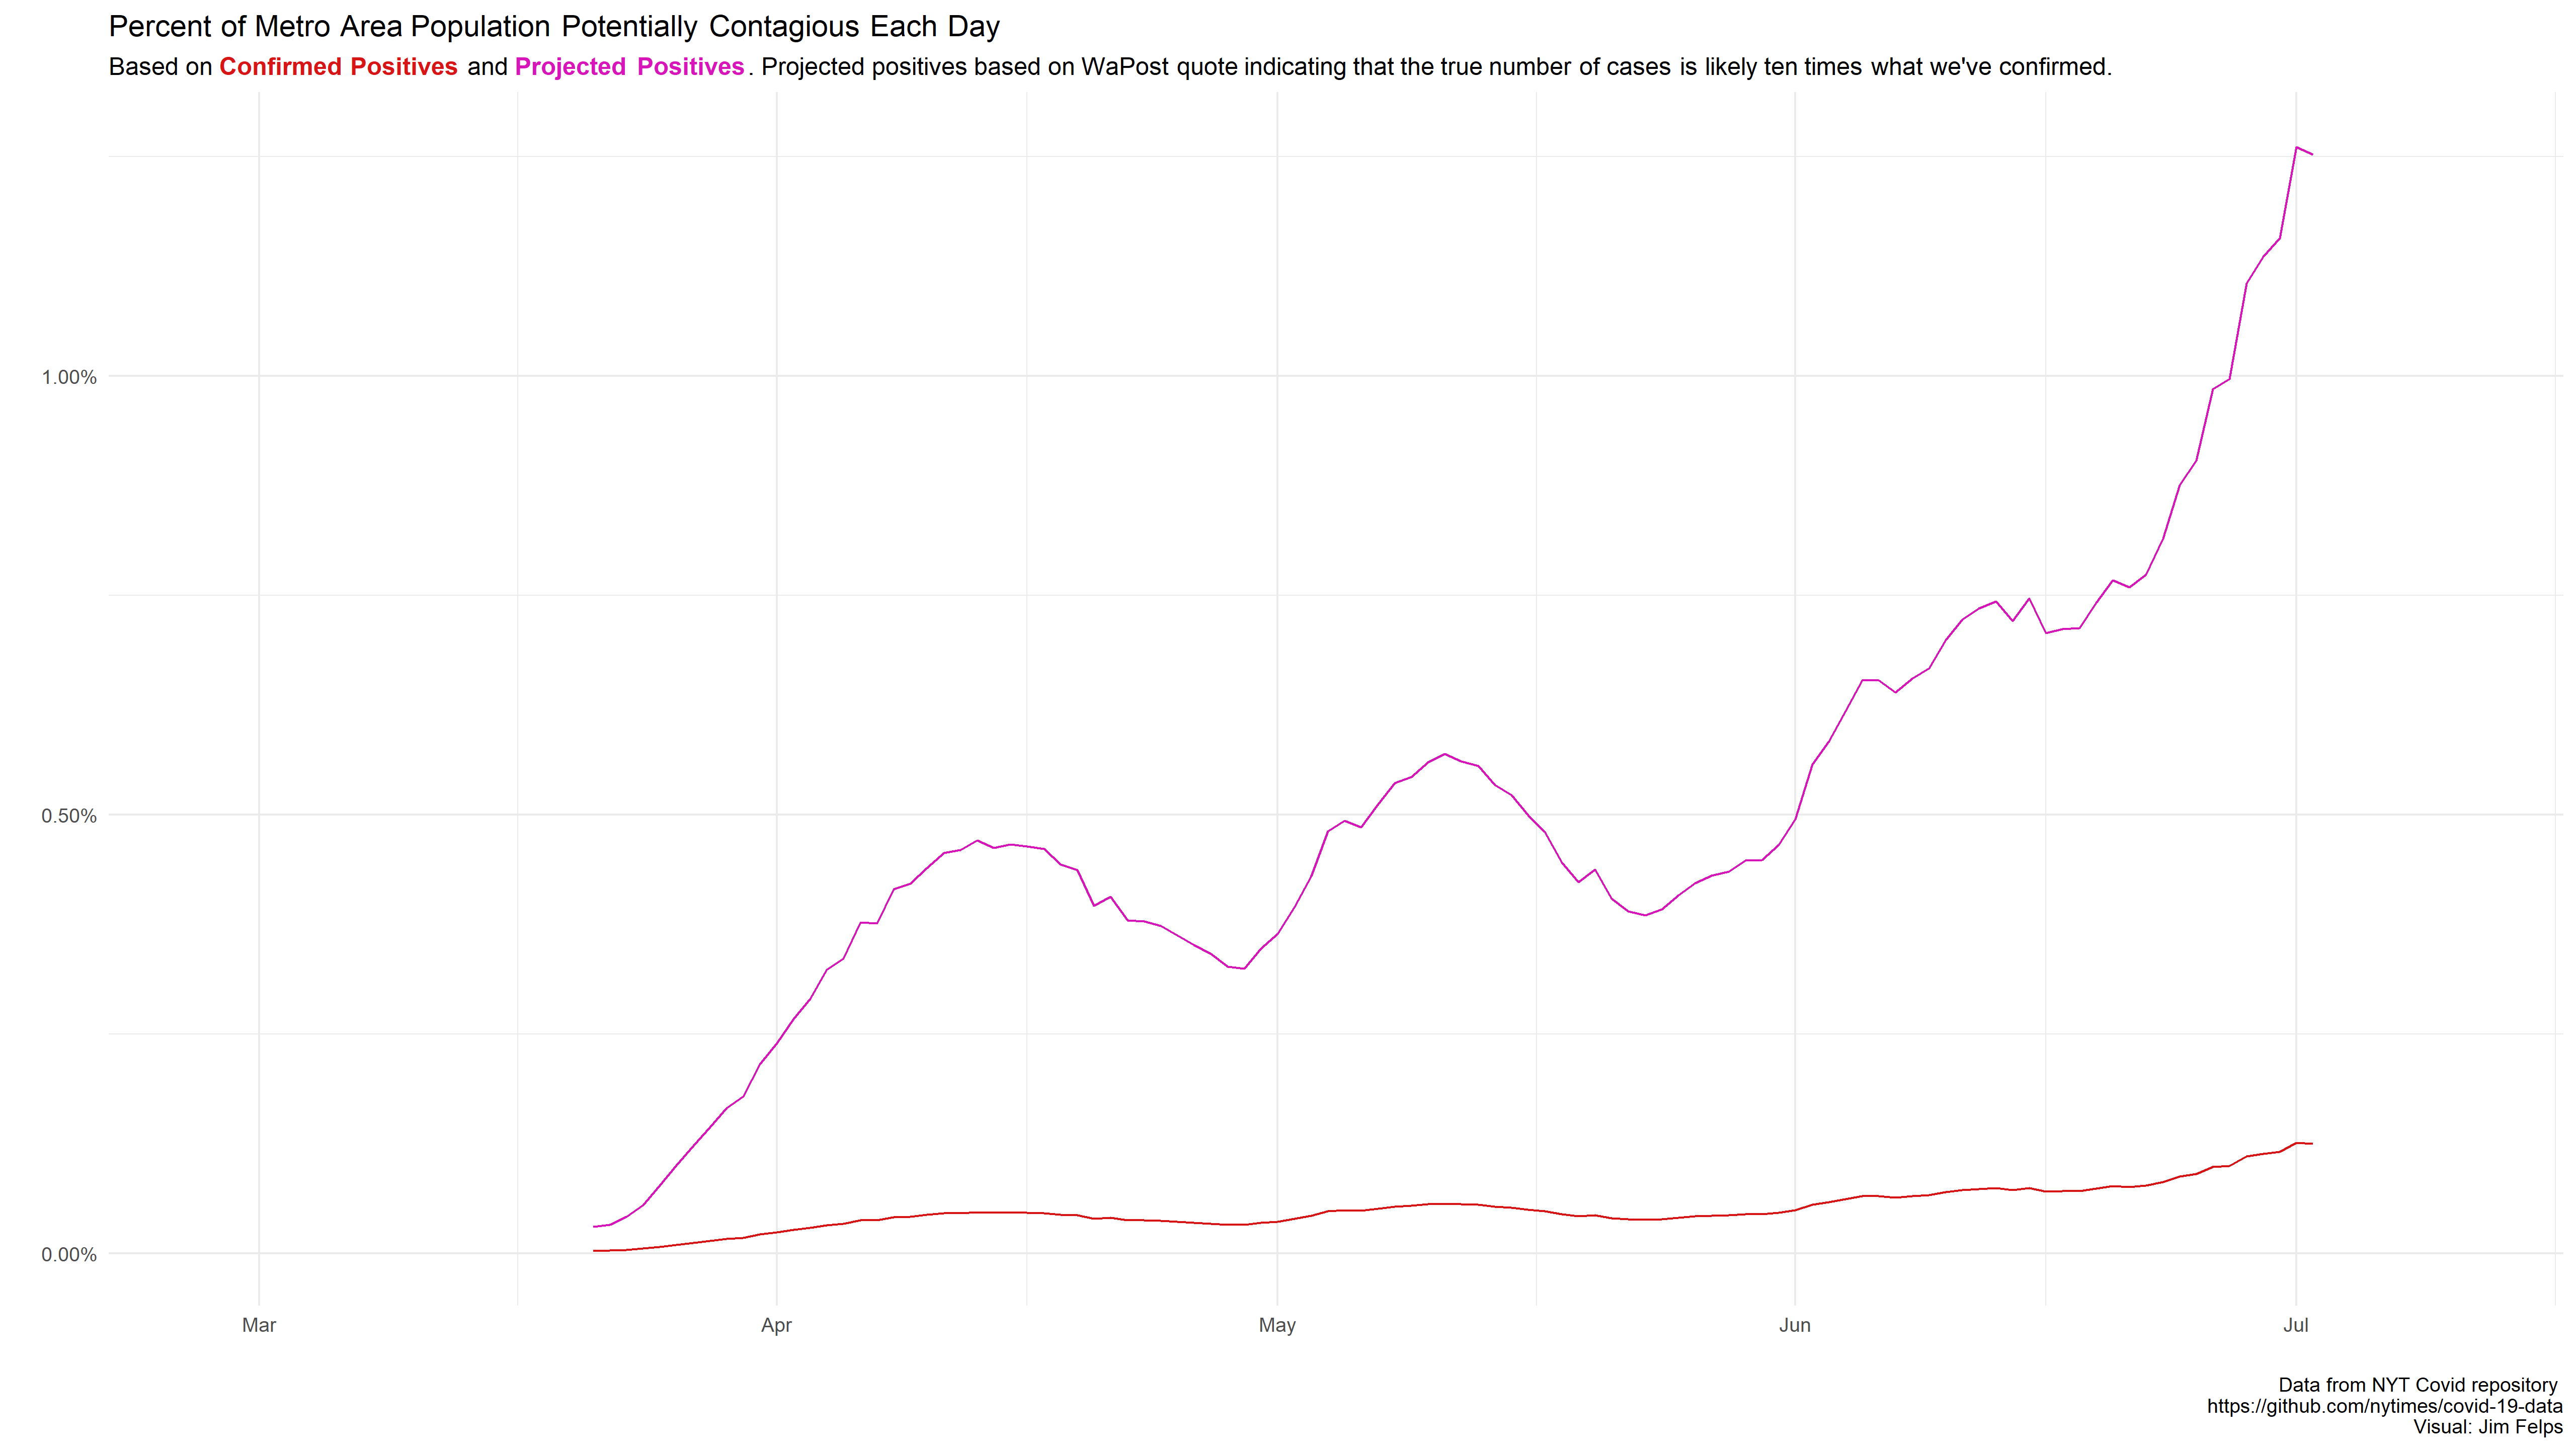 Percent of Metro Area Population Potentially Contagious Each Day
Based on Confirmed Positives and Projected Positives. Projected positives based on WaPost quote indicating that the true number of cases is likely ten times what we've confirmed.
1.00%
0.50%
0.00%
Mar Apr May Jun Jul
Data from NYT Covid repository
https://github.com/nytimes/covid-19-data
Visual: Jim Felps